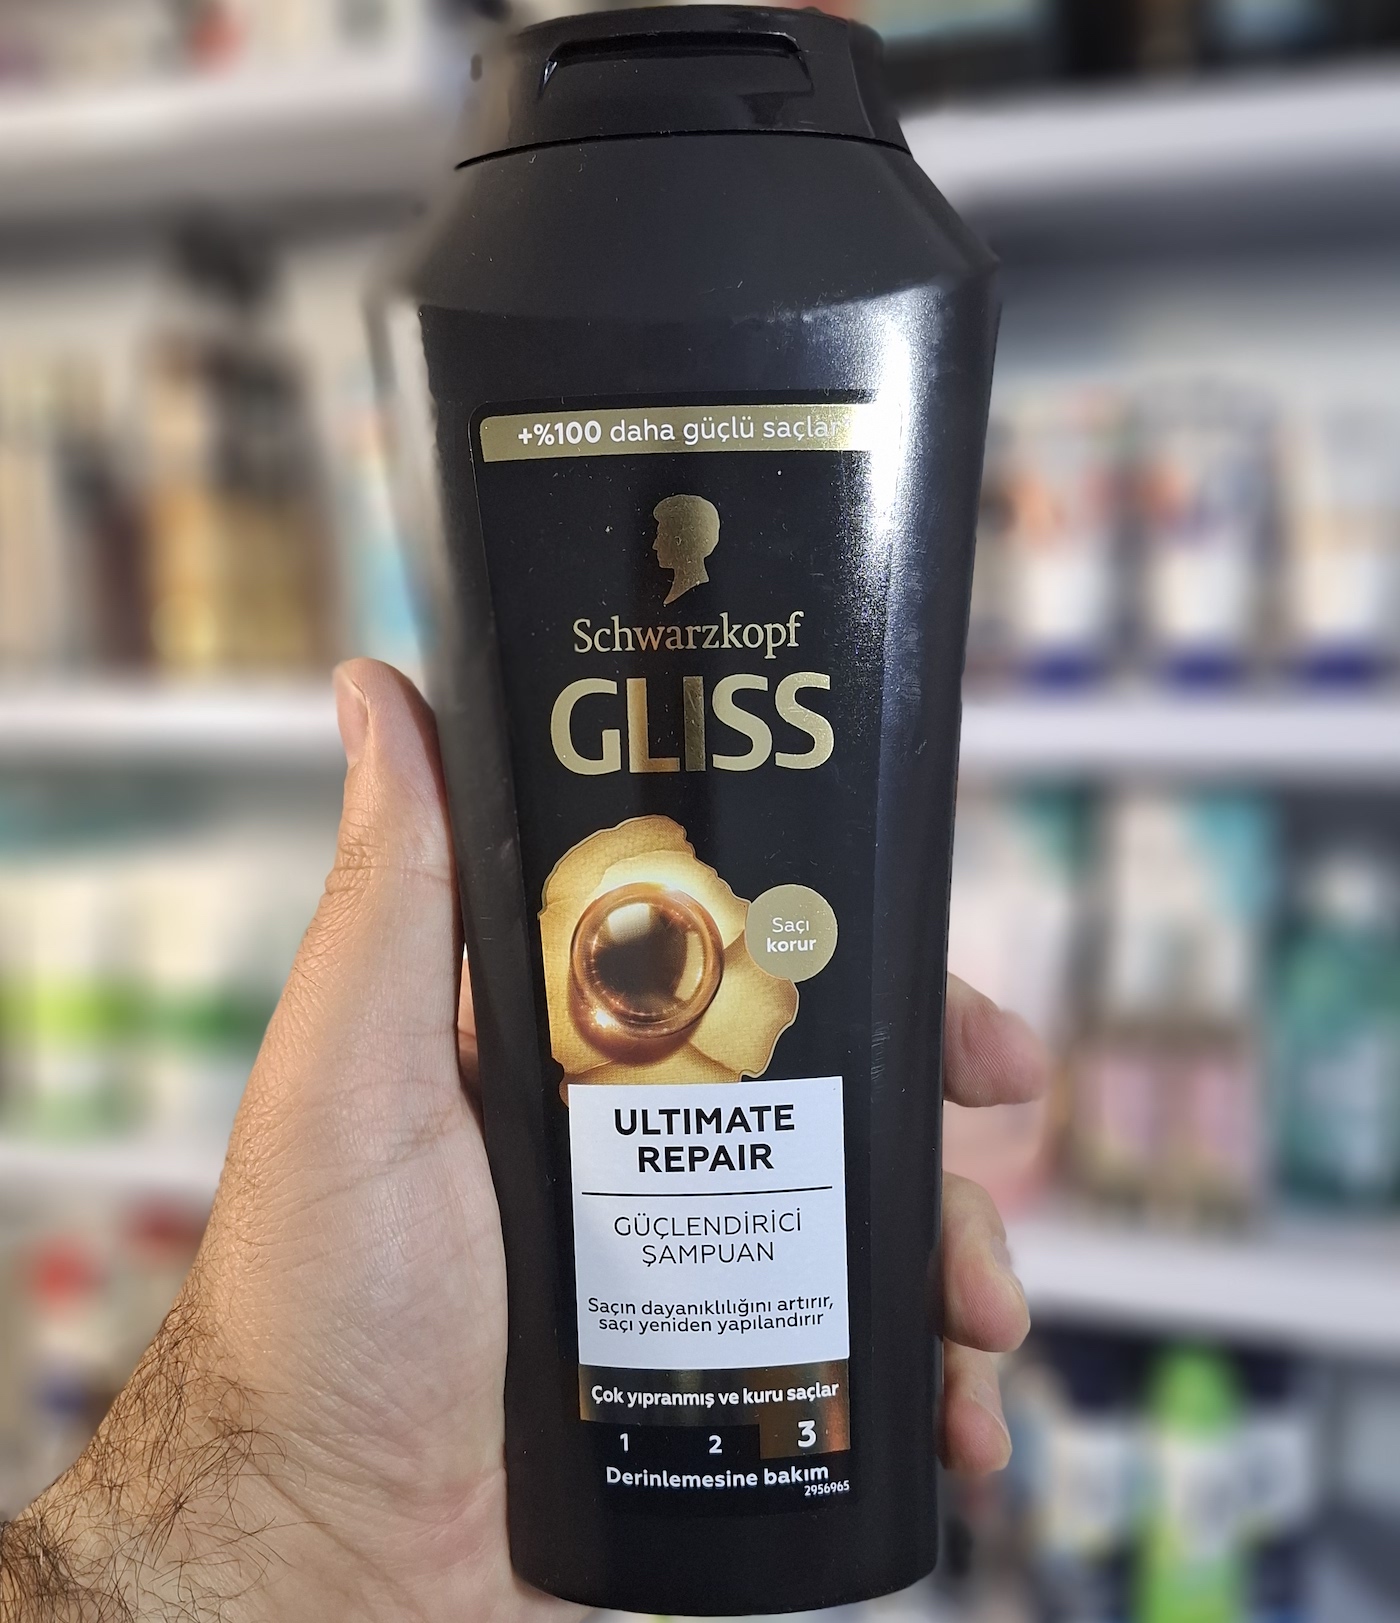 +%100 daha güçlü saçlar
Schwarzkopf
GLISS
Saçı
korur
ULTIMATE
REPAIR
GÜÇLENDİRİCİ
ŞAMPUAN
Saçın dayanıklılığını artırır,
saçı yeniden yapılandırır
Çok yıpranmış ve kuru saçlar
1 2 3
Derinlemesine bakım
2956965